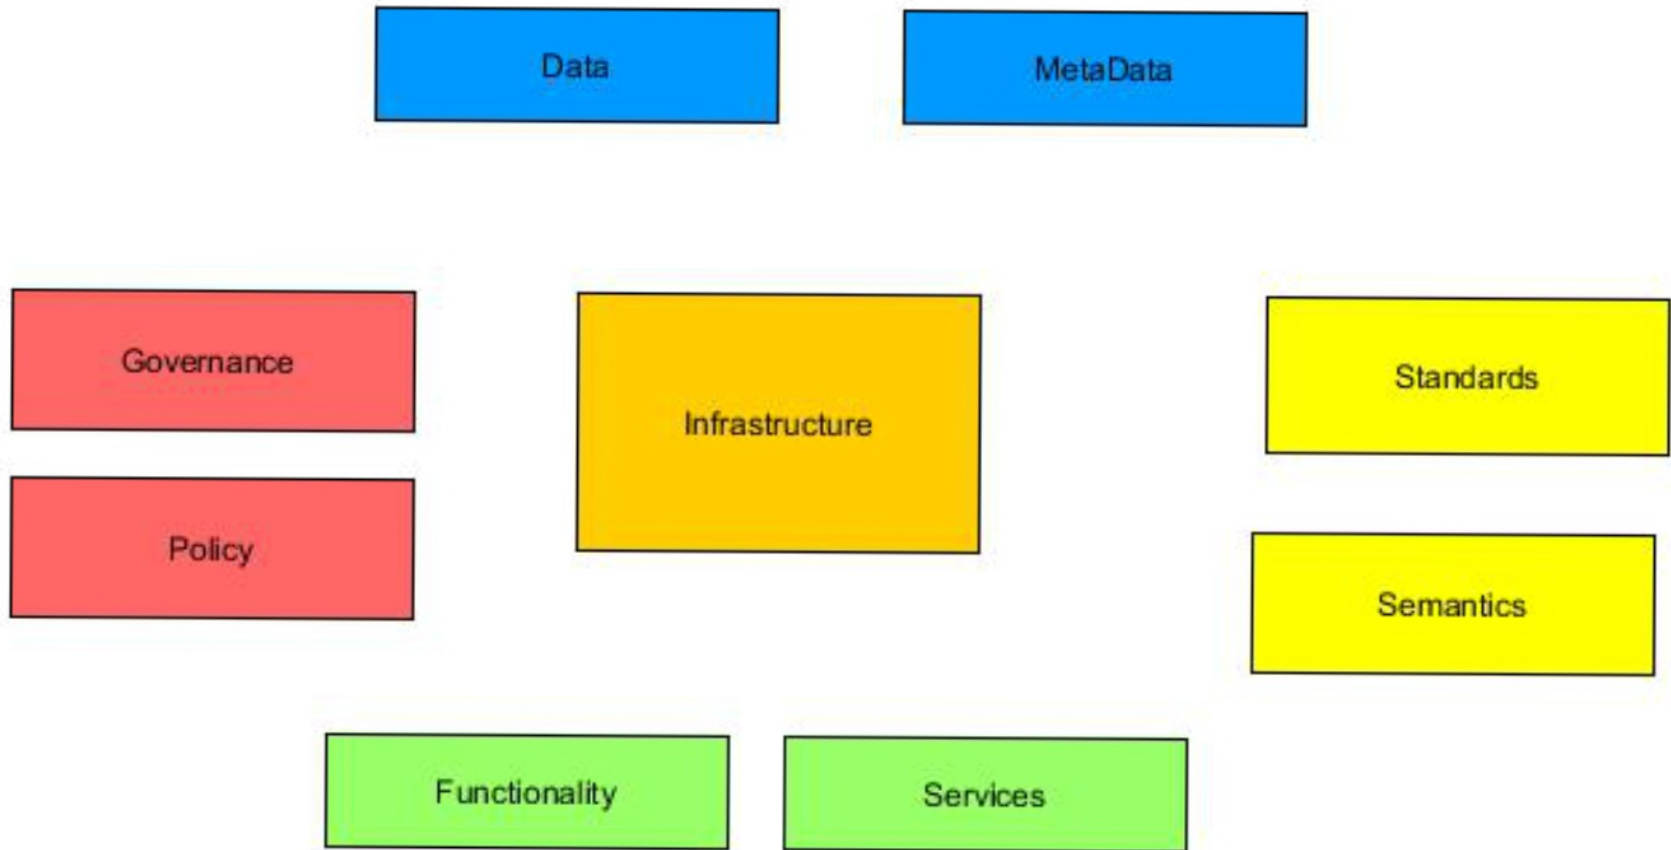 Data
MetaData
Governance
Infrastructure
Standards
Policy
Semantics
Functionality
Services